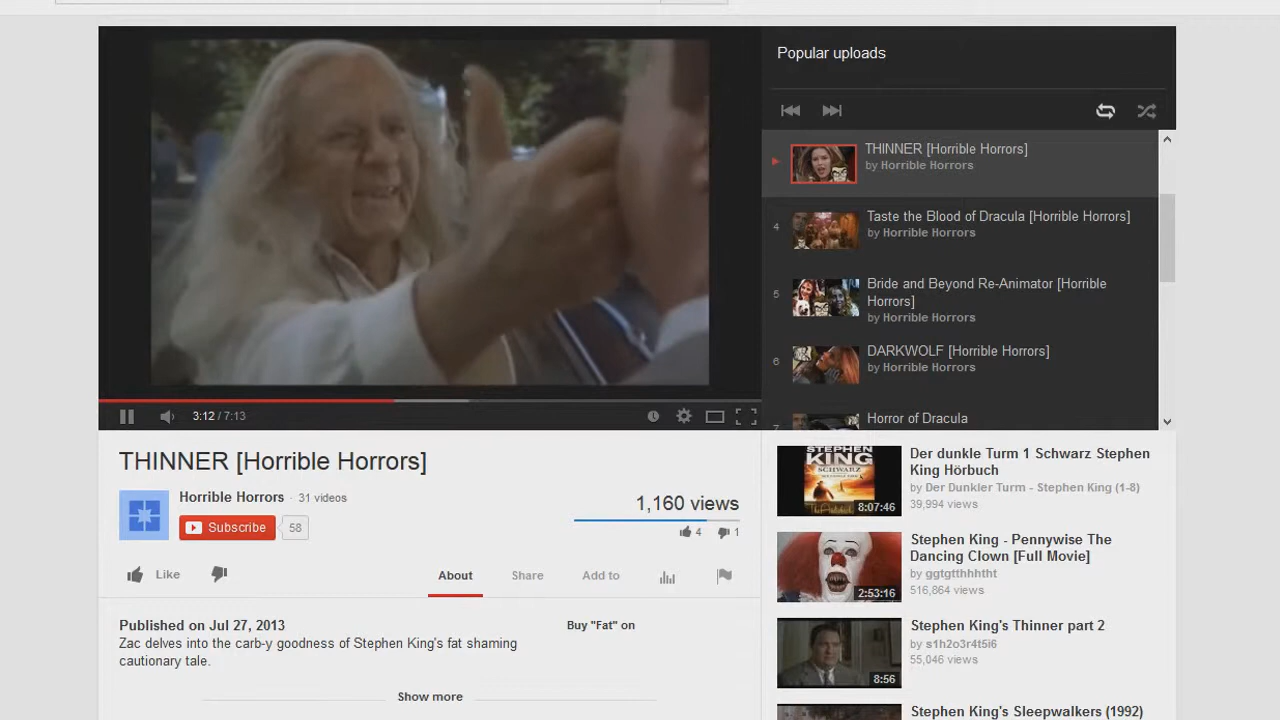 Popular uploads
THINNER [Horrible Horrors]
by Horrible Horrors
4
Taste the Blood of Dracula [Horrible Horrors]
by Horrible Horrors
5
Bride and Beyond Re-Animator [Horrible
Horrors]
by Horrible Horrors
6
DARKWOLF [Horrible Horrors]
by Horrible Horrors
7
Horror of Dracula
3:12 / 7:13
THINNER [Horrible Horrors]
Horrible Horrors · 31 videos
Subscribe 58
1,160 views
4 1
Like
About Share Add to
Published on Jul 27, 2013
Zac delves into the carb-y goodness of Stephen King's fat shaming
cautionary tale.
Buy "Fat" on
Show more
STEPHEN
KING
SCHWARZ
8:07:46
Der dunkle Turm 1 Schwarz Stephen
King Hörbuch
by Der Dunkler Turm - Stephen King (1-8)
39,994 views
2:53:16
Stephen King - Pennywise The
Dancing Clown [Full Movie]
by ggtgtthhhtht
516,864 views
8:56
Stephen King's Thinner part 2
by s1h2o3r4t5i6
55,046 views
Stephen King's Sleepwalkers (1992)